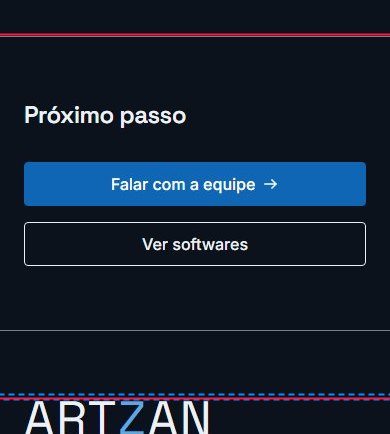 Próximo passo
Falar com a equipe →
Ver softwares
ARTZAN